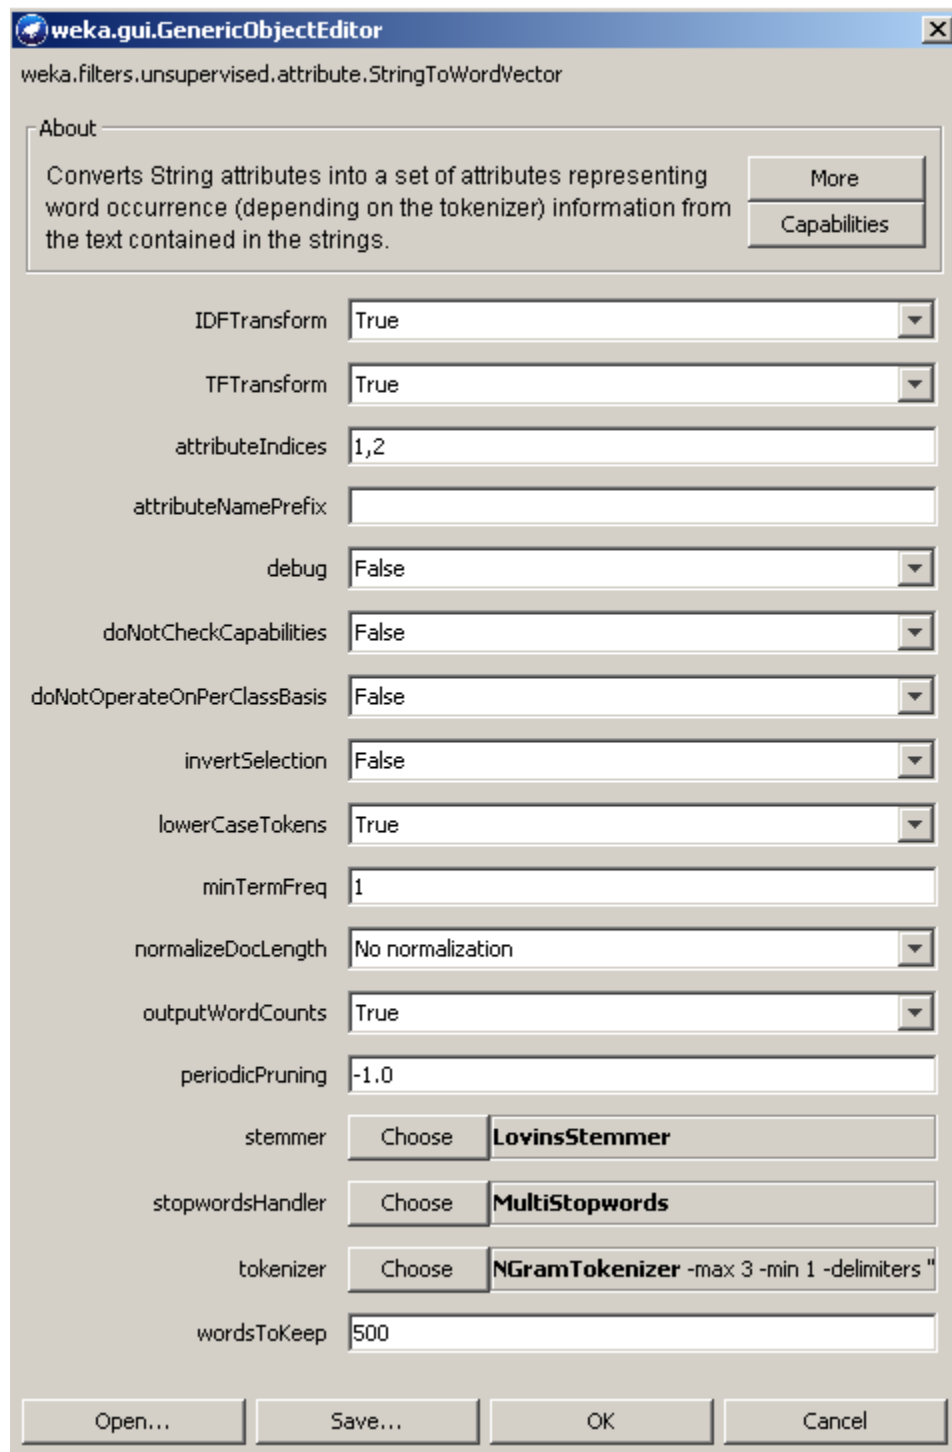 weka.gui.GenericObjectEditor
weka.filters.unsupervised.attribute.StringToWordVector
About
Converts String attributes into a set of attributes representing
word occurrence (depending on the tokenizer) information from
the text contained in the strings.
More
Capabilities
IDFTransform True
TFTransform True
attributeIndices 1,2
attributeNamePrefix
debug False
doNotCheckCapabilities False
doNotOperateOnPerClassBasis False
invertSelection False
lowerCaseTokens True
minTermFreq 1
normalizeDocLength No normalization
outputWordCounts True
periodicPruning -1.0
stemmer Choose LovinsStemmer
stopwordsHandler Choose MultiStopwords
tokenizer Choose NGramTokenizer -max 3 -min 1 -delimiters "
wordsToKeep 500
Open... Save... OK Cancel